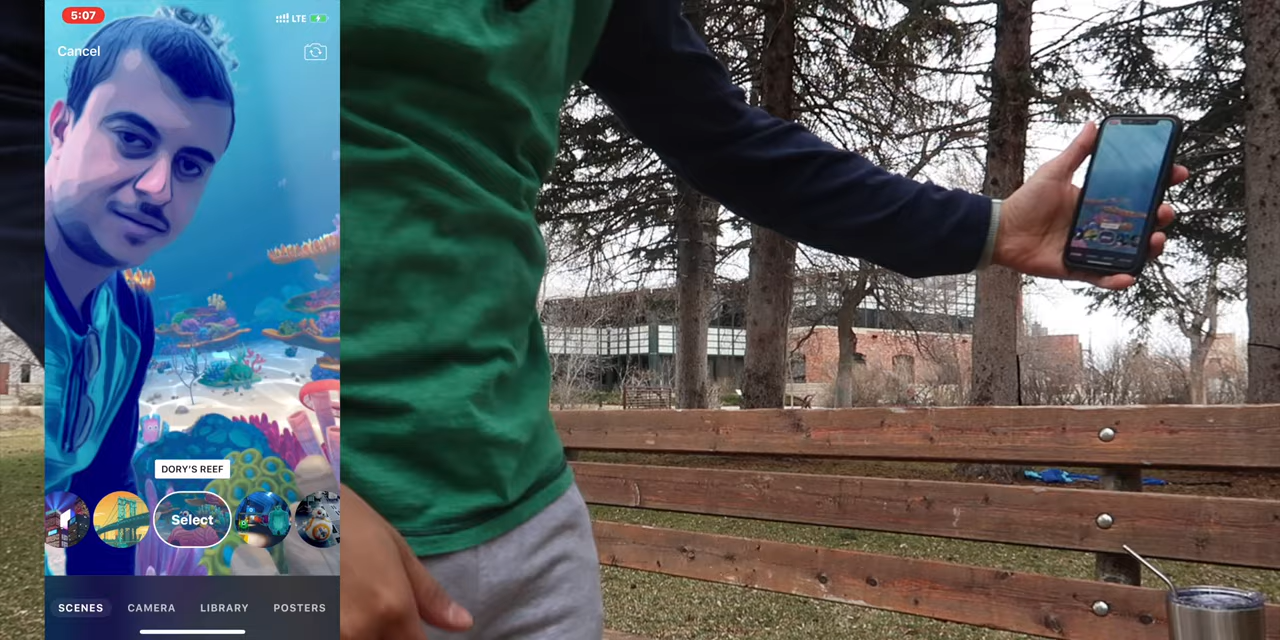 5:07
LTE
Cancel
DORY'S REEF
Select
SCENES CAMERA LIBRARY POSTERS